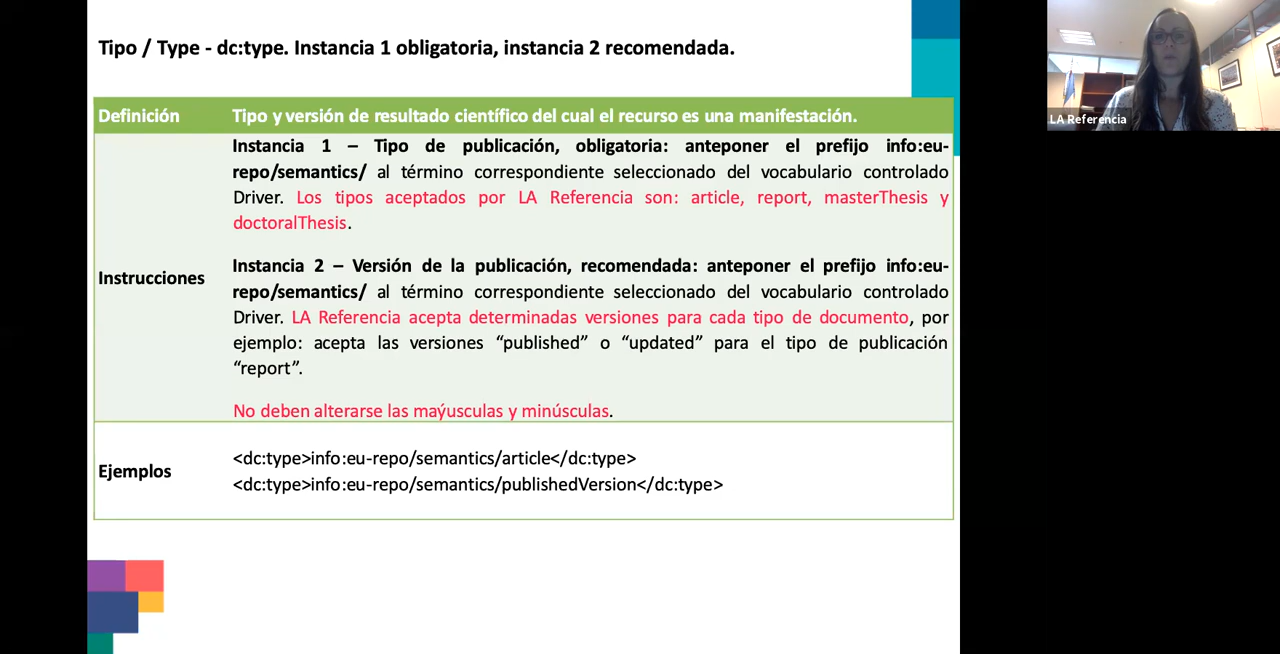 Tipo / Type - dc:type. Instancia 1 obligatoria, instancia 2 recomendada.
Definición
Tipo y versión de resultado científico del cual el recurso es una manifestación.
Instrucciones
Instancia 1 – Tipo de publicación, obligatoria: anteponer el prefijo info:eu-
repo/semantics/ al término correspondiente seleccionado del vocabulario controlado
Driver. Los tipos aceptados por LA Referencia son: article, report, masterThesis y
doctoralThesis.
Instancia 2 – Versión de la publicación, recomendada: anteponer el prefijo info:eu-
repo/semantics/ al término correspondiente seleccionado del vocabulario controlado
Driver. LA Referencia acepta determinadas versiones para cada tipo de documento, por
ejemplo: acepta las versiones “published” o “updated” para el tipo de publicación
“report”.
No deben alterarse las maýusculas y minúsculas.
Ejemplos
<dc:type>info:eu-repo/semantics/article</dc:type>
<dc:type>info:eu-repo/semantics/publishedVersion</dc:type>
LA Referencia